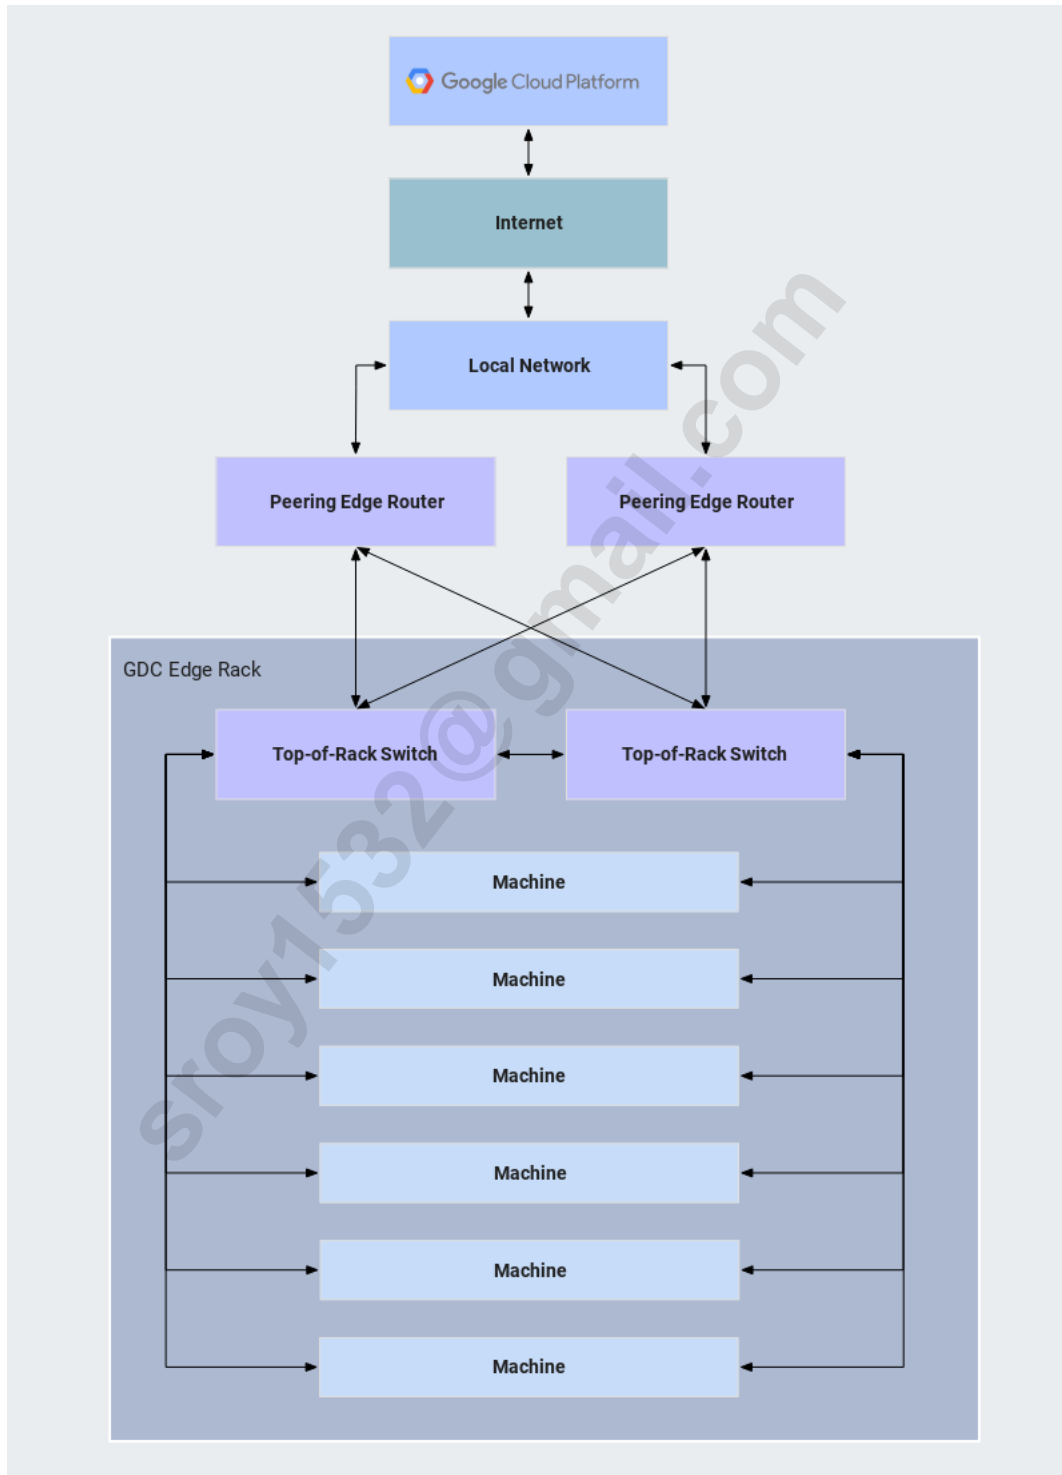 Google Cloud Platform
Internet
Local Network
Peering Edge Router
Peering Edge Router
GDC Edge Rack
Top-of-Rack Switch
Top-of-Rack Switch
Machine
Machine
Machine
Machine
Machine
Machine
sroy1532@gmail.com